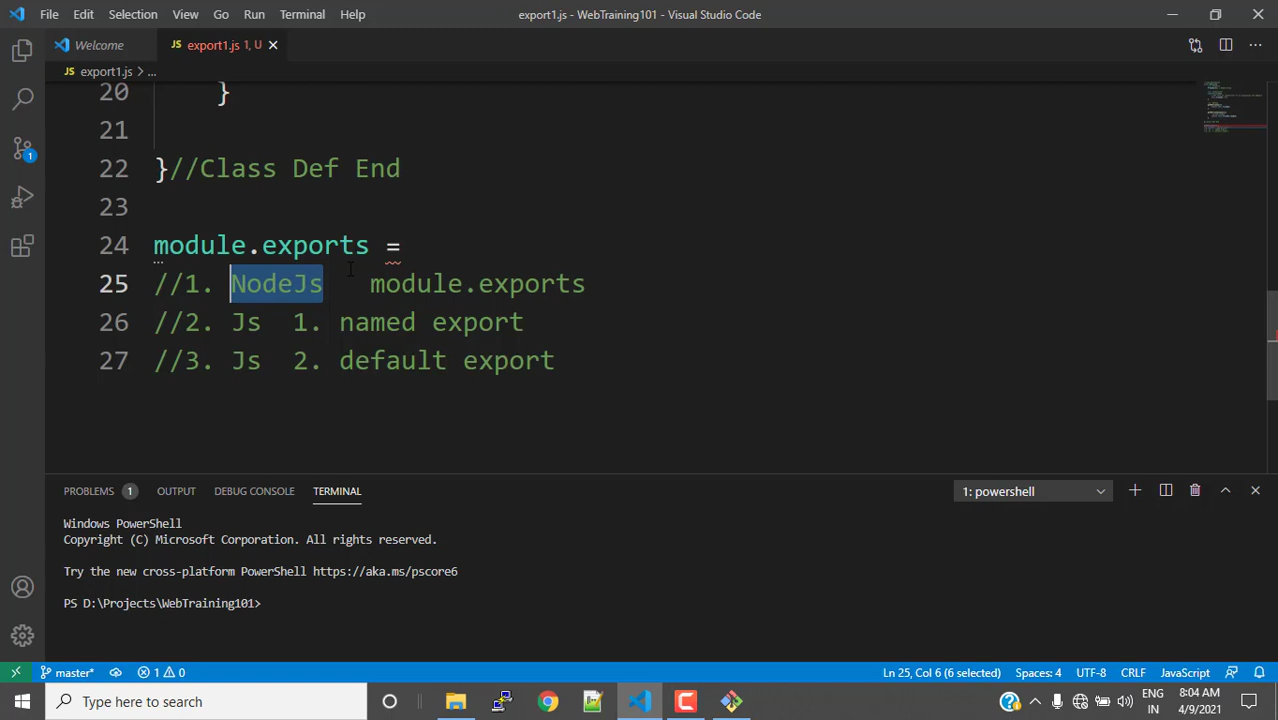 File Edit Selection View Go Run Terminal Help export1.js - WebTraining101 - Visual Studio Code
Welcome JS export1.js 1, U
JS export1.js > ...
20 }
21
22 }//Class Def End
23
24 module.exports =
25 //1. NodeJs module.exports
26 //2. Js 1. named export
27 //3. Js 2. default export
PROBLEMS 1 OUTPUT DEBUG CONSOLE TERMINAL 1: powershell
Windows PowerShell
Copyright (C) Microsoft Corporation. All rights reserved.
Try the new cross-platform PowerShell https://aka.ms/pscore6
PS D:\Projects\WebTraining101>
master* 1 0 Ln 25, Col 6 (6 selected) Spaces: 4 UTF-8 CRLF JavaScript
Type here to search ENG 8:04 AM
IN 4/9/2021